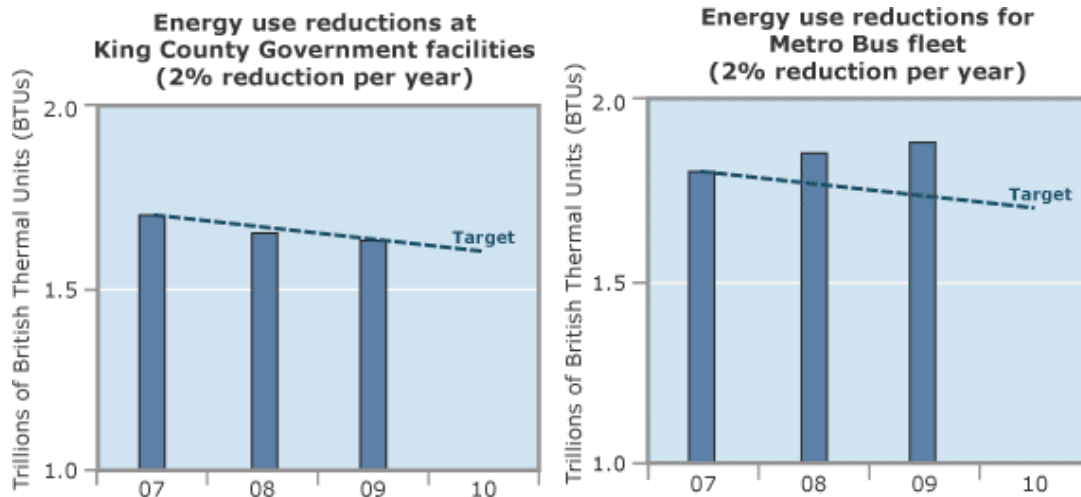 Energy use reductions at
King County Government facilities
(2% reduction per year)
Trillions of British Thermal Units (BTUs)
2.0
1.5
1.0
Target
07 08 09 10
Energy use reductions for
Metro Bus fleet
(2% reduction per year)
Trillions of British Thermal Units (BTUs)
2.0
1.5
1.0
Target
07 08 09 10